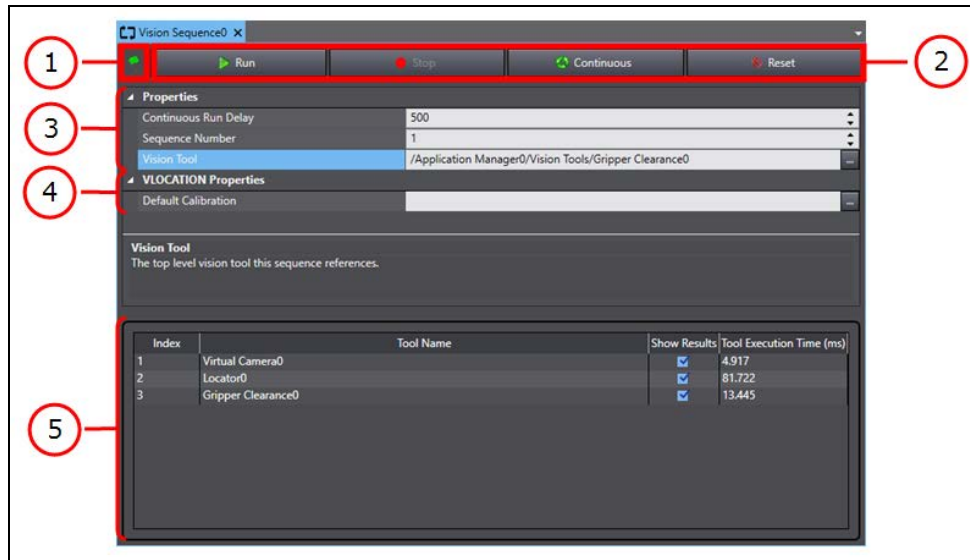 Vision Sequence0
1
Run Stop Continuous Reset
2
3
Properties
Continuous Run Delay 500
Sequence Number 1
Vision Tool /Application Manager0/Vision Tools/Gripper Clearance0
4
VLOCATION Properties
Default Calibration
Vision Tool
The top level vision tool this sequence references.
5
Index Tool Name Show Results Tool Execution Time (ms)
1 Virtual Camera0 4.917
2 Locator0 81.722
3 Gripper Clearance0 13.445